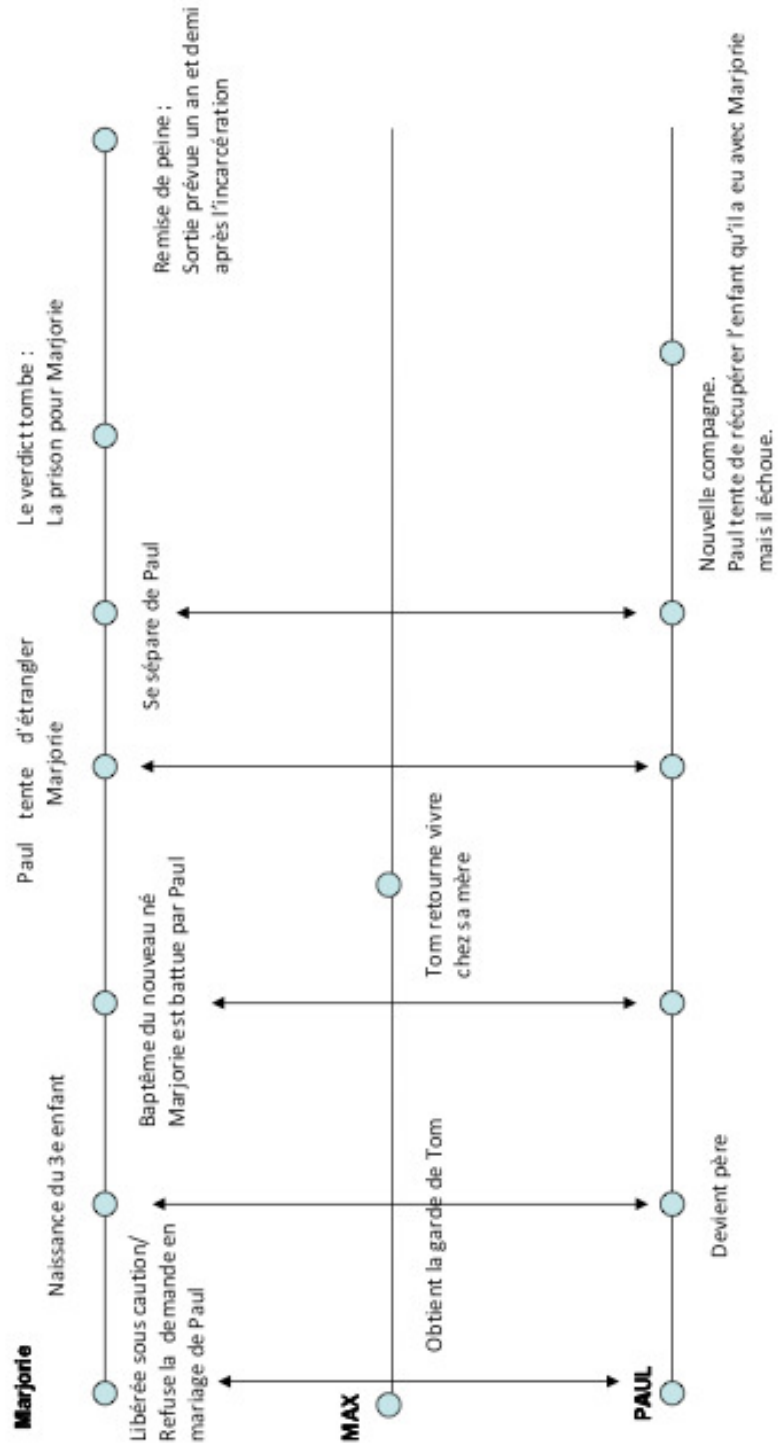 Marjorie
Naissance du 3e enfant
Paul tente d'étrangler
Marjorie
Le verdict tombe :
La prison pour Marjorie
Libérée sous caution/
Refuse la demande en
mariage de Paul
Baptême du nouveau né
Marjorie est battue par Paul
Se sépare de Paul
Remise de peine ;
Sortie prévue un an et demi
après l'incarcération
MAX
Obtient la garde de Tom
Tom retourne vivre
chez sa mère
PAUL
Devient père
Nouvelle compagne.
Paul tente de récupérer l'enfant qu'il a eu avec Marjorie
mais il échoue.